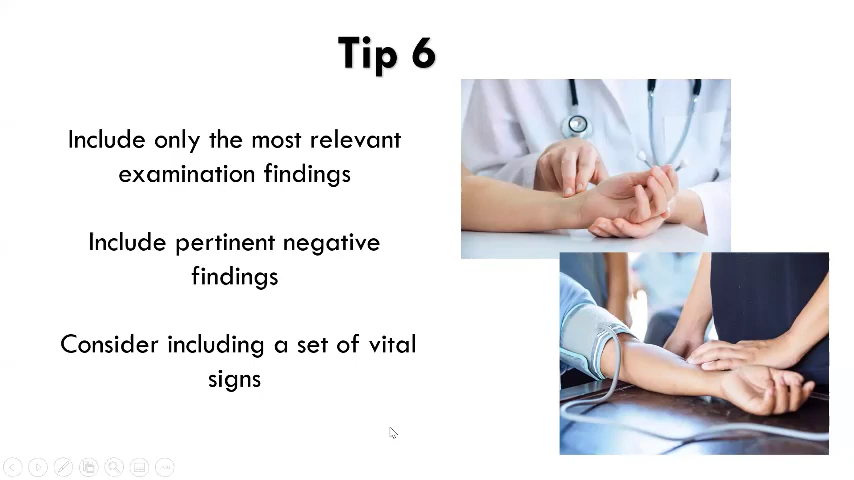 Tip 6
Include only the most relevant
examination findings
Include pertinent negative
findings
Consider including a set of vital
signs